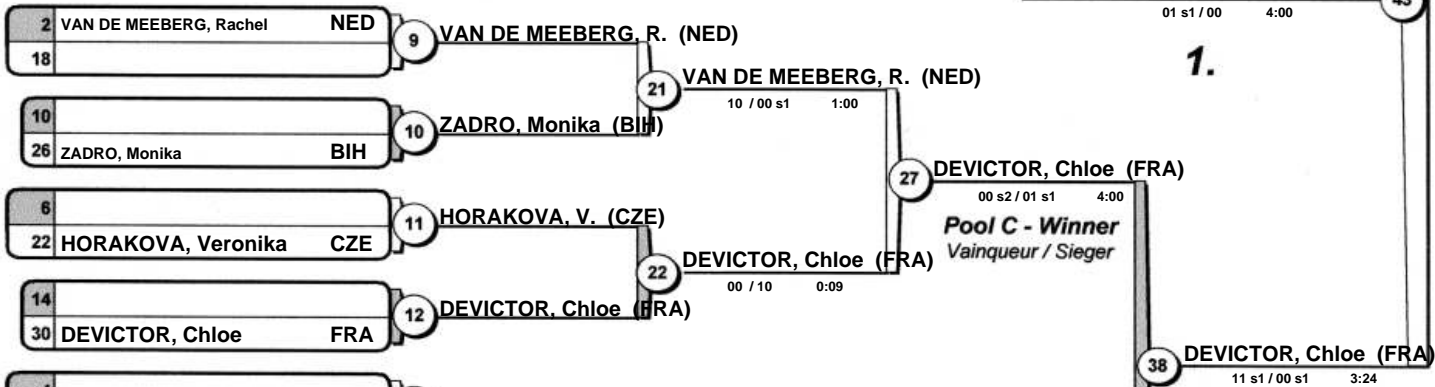 01 s1 / 00 4:00
43
1.
2 VAN DE MEEBERG, Rachel NED
18
9 VAN DE MEEBERG, R. (NED)
10
26 ZADRO, Monika BIH
10 ZADRO, Monika (BIH)
21 VAN DE MEEBERG, R. (NED)
10 / 00 s1 1:00
6
22 HORAKOVA, Veronika CZE
11 HORAKOVA, V. (CZE)
14
30 DEVICTOR, Chloe FRA
12 DEVICTOR, Chloe (FRA)
22 DEVICTOR, Chloe (FRA)
00 / 10 0:09
27 DEVICTOR, Chloe (FRA)
00 s2 / 01 s1 4:00
Pool C - Winner
Vainqueur / Sieger
38 DEVICTOR, Chloe (FRA)
11 s1 / 00 s1 3:24